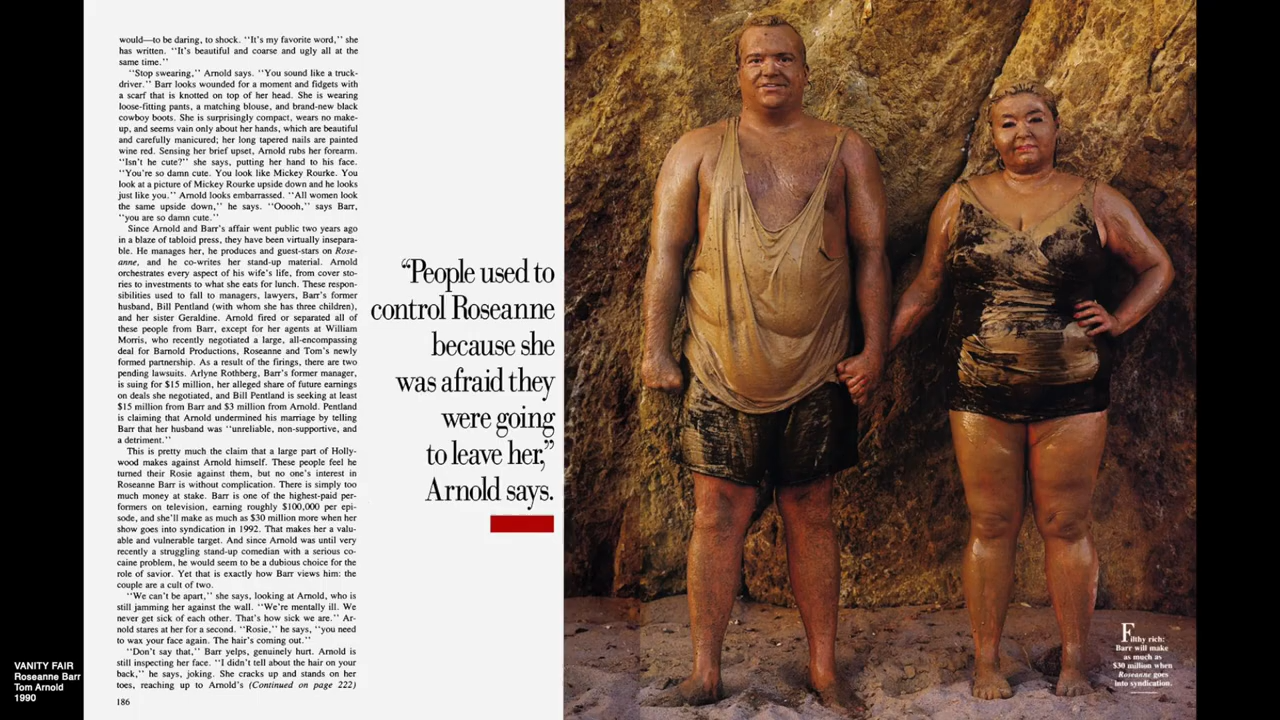 would—to be daring, to shock. “It’s my favorite word,” she
has written. “It’s beautiful and coarse and ugly all at the
same time.”
“Stop swearing,” Arnold says. “You sound like a truck-
driver.” Barr looks wounded for a moment and fidgets with
a scarf that is knotted on top of her head. She is wearing
loose-fitting pants, a matching blouse, and brand-new black
cowboy boots. She is surprisingly compact, wears no make-
up, and seems vain only about her hands, which are beautiful
and carefully manicured; her long tapered nails are painted
wine red. Sensing her brief upset, Arnold rubs her forearm.
“Isn’t he cute?” she says, putting her hand to his face.
“You’re so damn cute. You look like Mickey Rourke. You
look at a picture of Mickey Rourke upside down and he looks
just like you.” Arnold looks embarrassed. “All women look
the same upside down,” he says. “Ooooh,” says Barr,
“you are so damn cute.”
Since Arnold and Barr’s affair went public two years ago
in a blaze of tabloid press, they have been virtually insepara-
ble. He manages her, he produces and guest-stars on Rose-
anne, and he co-writes her stand-up material. Arnold
orchestrates every aspect of his wife’s life, from cover sto-
ries to investments to what she eats for lunch. These respon-
sibilities used to fall to managers, lawyers, Barr’s former
husband, Bill Pentland (with whom she has three children),
and her sister Geraldine. Arnold fired or separated all of
these people from Barr, except for her agents at William
Morris, who recently negotiated a large, all-encompassing
deal for Barnold Productions, Roseanne and Tom’s newly
formed partnership. As a result of the firings, there are two
pending lawsuits. Arlyne Rothberg, Barr’s former manager,
is suing for $15 million, her alleged share of future earnings
on deals she negotiated, and Bill Pentland is seeking at least
$15 million from Barr and $3 million from Arnold. Pentland
is claiming that Arnold undermined his marriage by telling
Barr that her husband was “unreliable, non-supportive, and
a detriment.”
This is pretty much the claim that a large part of Holly-
wood makes against Arnold himself. These people feel he
turned their Rosie against them, but no one’s interest in
Roseanne Barr is without complication. There is simply too
much money at stake. Barr is one of the highest-paid per-
formers on television, earning roughly $100,000 per epi-
sode, and she’ll make as much as $30 million more when her
show goes into syndication in 1992. That makes her a valu-
able and vulnerable target. And since Arnold was until very
recently a struggling stand-up comedian with a serious co-
caine problem, he would seem to be a dubious choice for the
role of savior. Yet that is exactly how Barr views him: the
couple are a cult of two.
“We can’t be apart,” she says, looking at Arnold, who is
still jamming her against the wall. “We’re mentally ill. We
never get sick of each other. That’s how sick we are.” Ar-
nold stares at her for a second. “Rosie,” he says, “you need
to wax your face again. The hair’s coming out.”
“Don’t say that,” Barr yelps, genuinely hurt. Arnold is
still inspecting her face. “I didn’t tell about the hair on your
back,” he says, joking. She cracks up and stands on her
toes, reaching up to Arnold’s (Continued on page 222)
186
“People used to
control Roseanne
because she
was afraid they
were going
to leave her,”
Arnold says.
Filthy rich:
Barr will make
as much as
$30 million when
Roseanne goes
into syndication.
VANITY FAIR
Roseanne Barr
Tom Arnold
1990